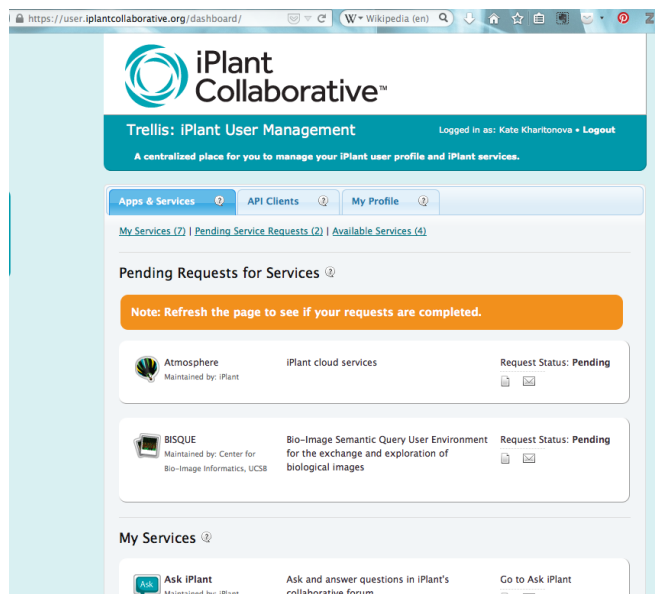 https://user.iplantcollaborative.org/dashboard/
W Wikipedia (en)
iPlant
Collaborative™
Trellis: iPlant User Management
Logged in as: Kate Kharitonova • Logout
A centralized place for you to manage your iPlant user profile and iPlant services.
Apps & Services ? API Clients ? My Profile ?
My Services (7) | Pending Service Requests (2) | Available Services (4)
Pending Requests for Services ?
Note: Refresh the page to see if your requests are completed.
Atmosphere
Maintained by: iPlant
iPlant cloud services
Request Status: Pending
BISQUE
Maintained by: Center for
Bio-Image Informatics, UCSB
Bio-Image Semantic Query User Environment
for the exchange and exploration of
biological images
Request Status: Pending
My Services ?
Ask
Ask iPlant
Maintained by: iPlant
Ask and answer questions in iPlant's
collaborative forum
Go to Ask iPlant